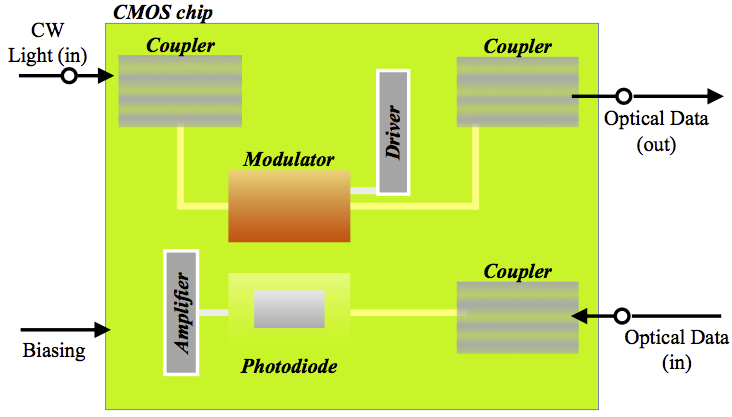 CMOS chip
CW
Light (in)
Coupler
Coupler
Optical Data
(out)
Driver
Modulator
Coupler
Amplifier
Optical Data
(in)
Biasing
Photodiode